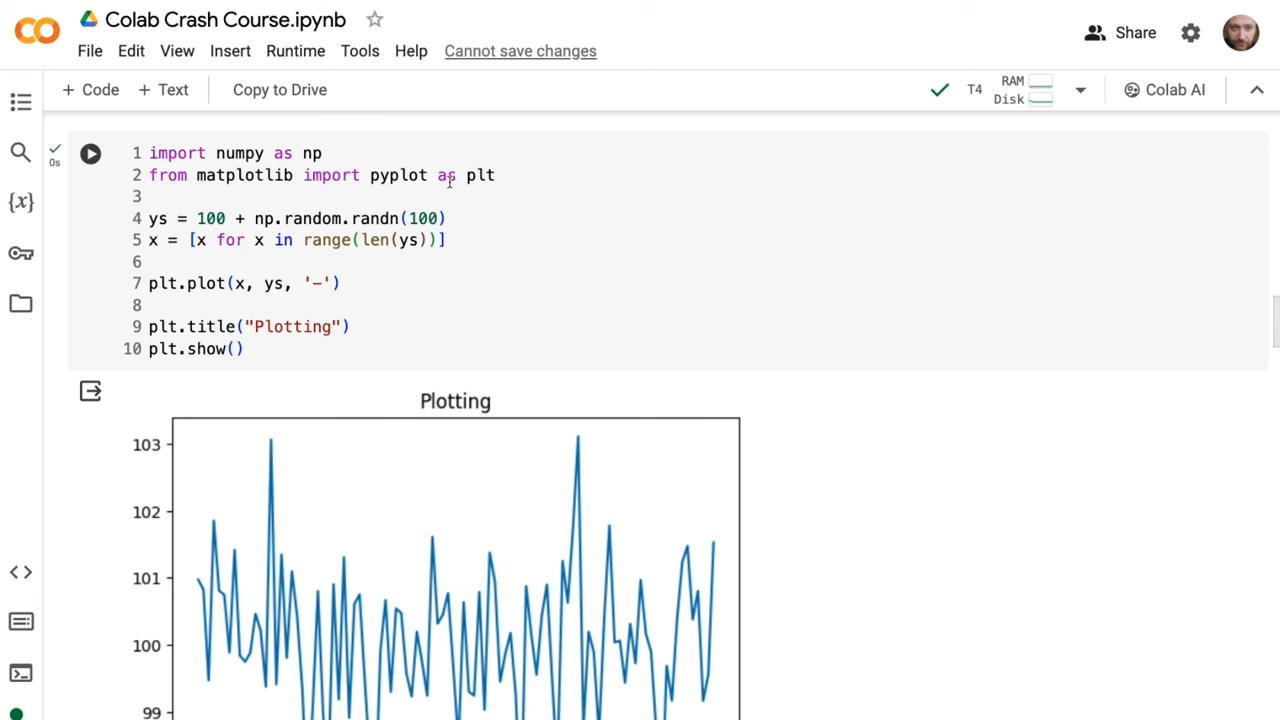 Colab Crash Course.ipynb
File Edit View Insert Runtime Tools Help Cannot save changes
Share
+ Code + Text Copy to Drive
T4 RAM Disk
Colab AI
{x}
0s
1 import numpy as np
2 from matplotlib import pyplot as plt
3
4 ys = 100 + np.random.randn(100)
5 x = [x for x in range(len(ys))]
6
7 plt.plot(x, ys, '-')
8
9 plt.title("Plotting")
10 plt.show()
Plotting
103
102
101
100
99